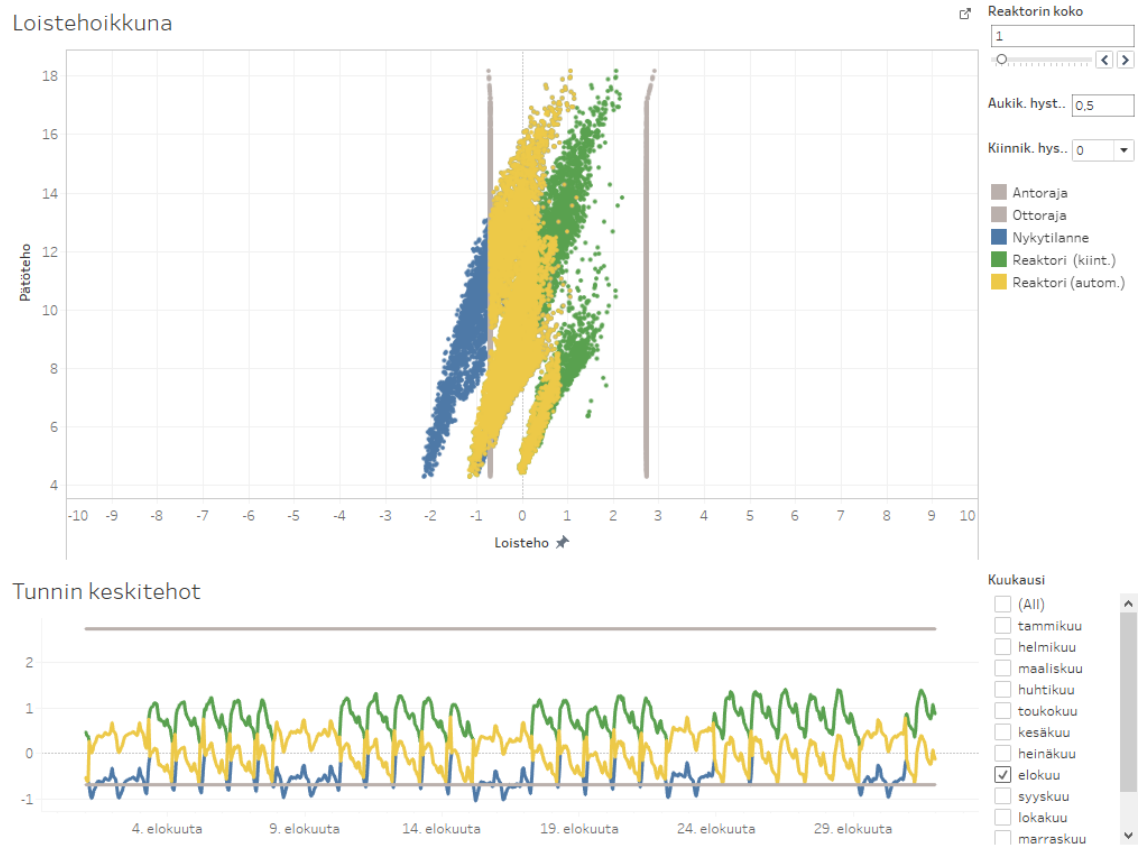 Loistehoikkuna
Reaktorin koko
1
Aukik. hyst.. 0,5
Kiinnik. hys.. 0
Antoraja
Ottoraja
Nykytilanne
Reaktori (kiint.)
Reaktori (autom.)
Pätöteho
18
16
14
12
10
8
6
4
-10 -9 -8 -7 -6 -5 -4 -3 -2 -1 0 1 2 3 4 5 6 7 8 9 10
Loisteho
Tunnin keskitehot
2
1
0
-1
4. elokuuta 9. elokuuta 14. elokuuta 19. elokuuta 24. elokuuta 29. elokuuta
Kuukausi
(All)
tammikuu
helmikuu
maaliskuu
huhtikuu
toukokuu
kesäkuu
heinäkuu
elokuu
syyskuu
lokakuu
marraskuu